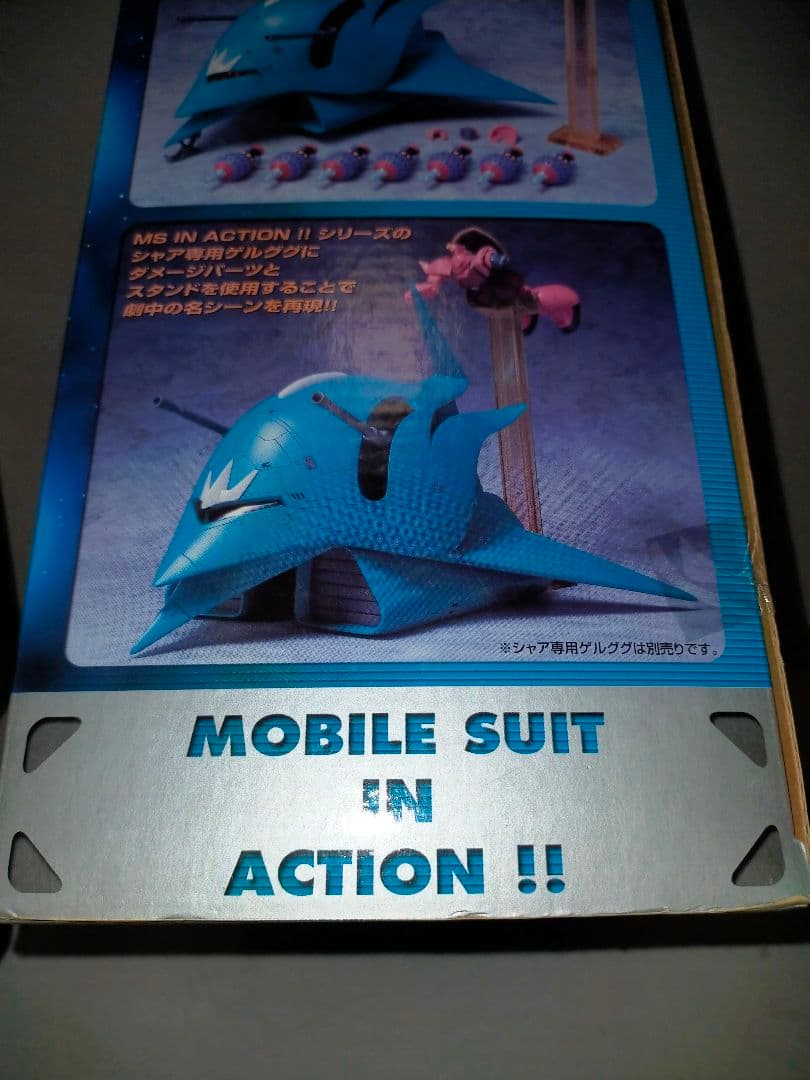 MS IN ACTION !! シリーズの
シャア専用ゲルググに
ダメージパーツと
スタンドを使用することで
劇中の名シーンを再現!!
※シャア専用ゲルググは別売りです。
MOBILE SUIT
IN
ACTION !!